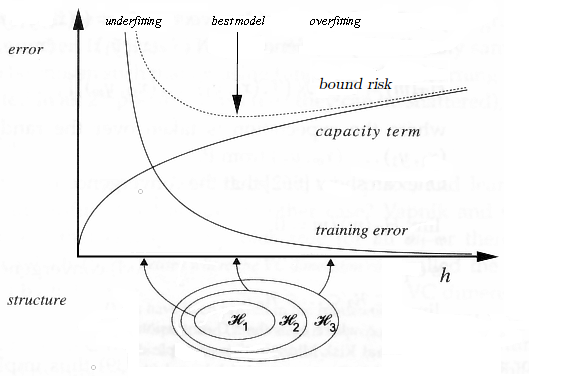 underfitting best model overfitting
error
bound risk
capacity term
training error
h
structure
ℋ1 ℋ2 ℋ3